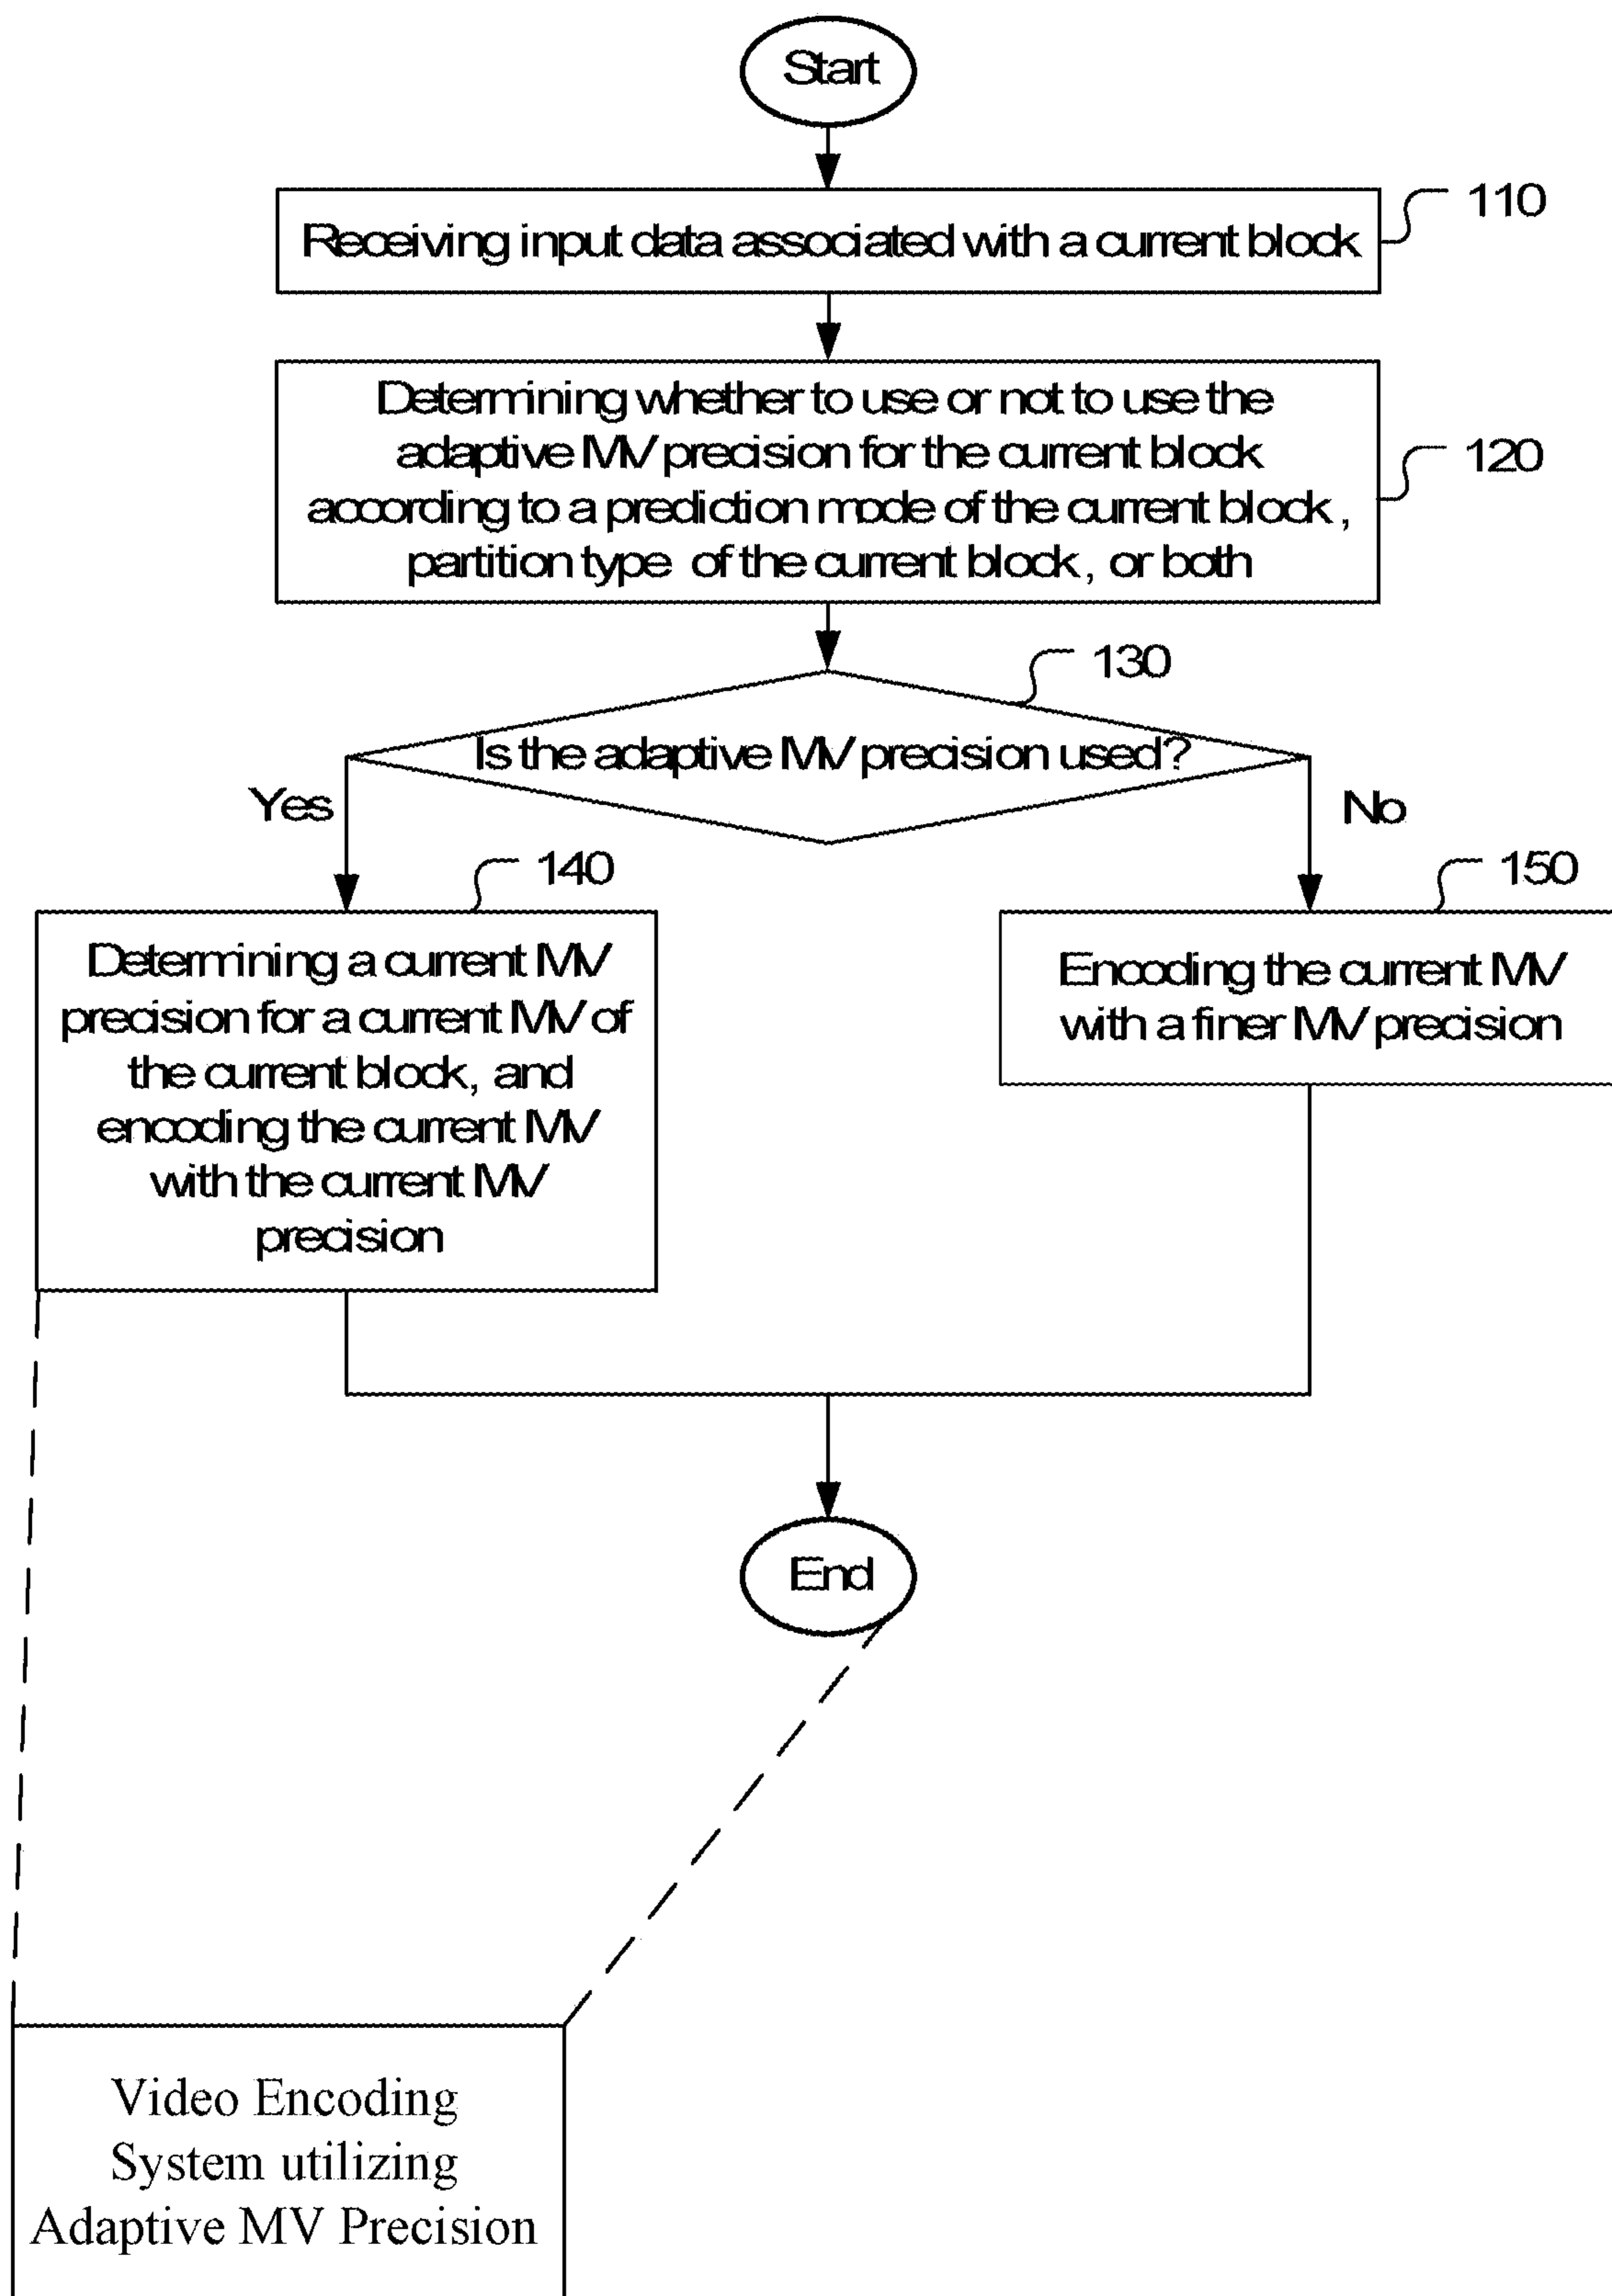 Start
110
Receiving input data associated with a current block
Determining whether to use or not to use the
adaptive MV precision for the current block
according to a prediction mode of the current block,
partition type of the current block, or both
120
130
Is the adaptive MV precision used?
Yes
No
140
150
Determining a current MV
precision for a current MV of
the current block, and
encoding the current MV
with the current MV
precision
Encoding the current MV
with a finer MV precision
End
Video Encoding
System utilizing
Adaptive MV Precision